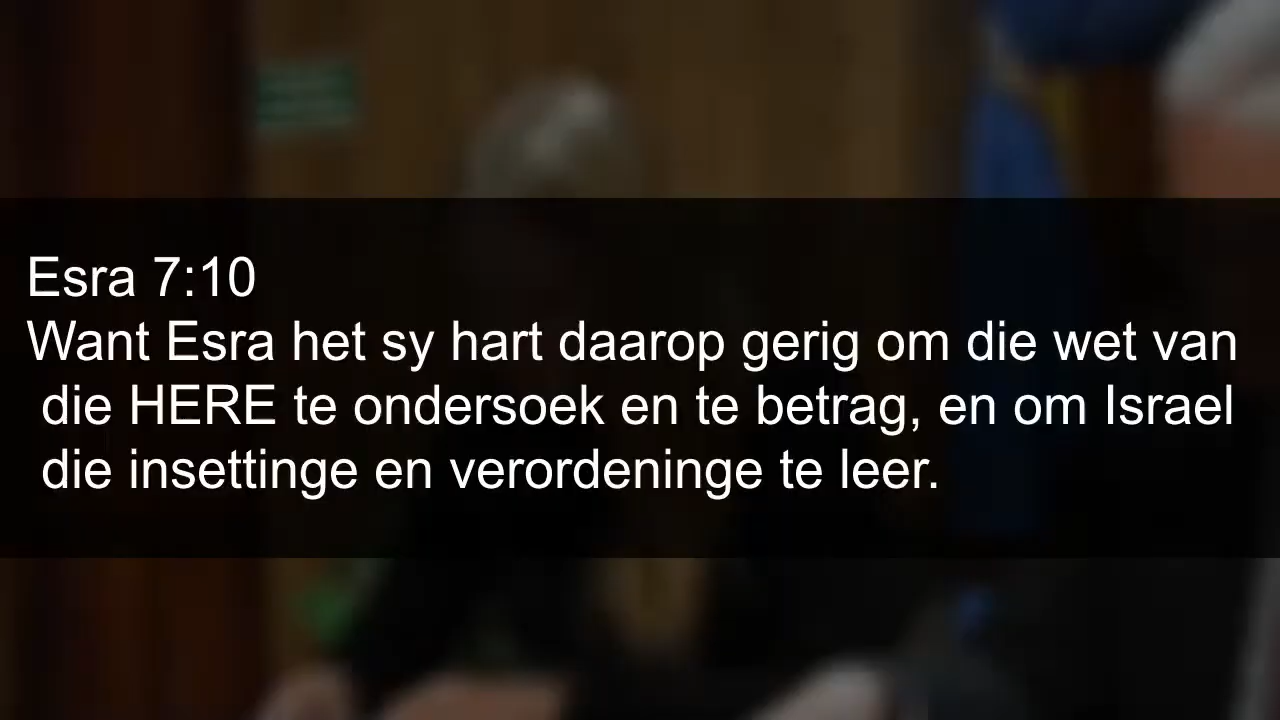 Esra 7:10
Want Esra het sy hart daarop gerig om die wet van
die HERE te ondersoek en te betrag, en om Israel
die insettinge en verordeninge te leer.